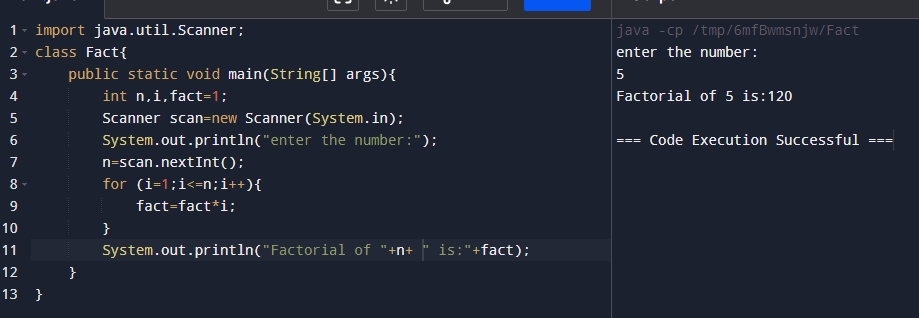 1 import java.util.Scanner;
2 class Fact{
3     public static void main(String[] args){
4         int n,i,fact=1;
5         Scanner scan=new Scanner(System.in);
6         System.out.println("enter the number:");
7         n=scan.nextInt();
8         for (i=1;i<=n;i++){
9             fact=fact*i;
10         }
11         System.out.println("Factorial of "+n+ " is:"+fact);
12     }
13 }
java -cp /tmp/6mfBwmsnjw/Fact
enter the number:
5
Factorial of 5 is:120
=== Code Execution Successful ===